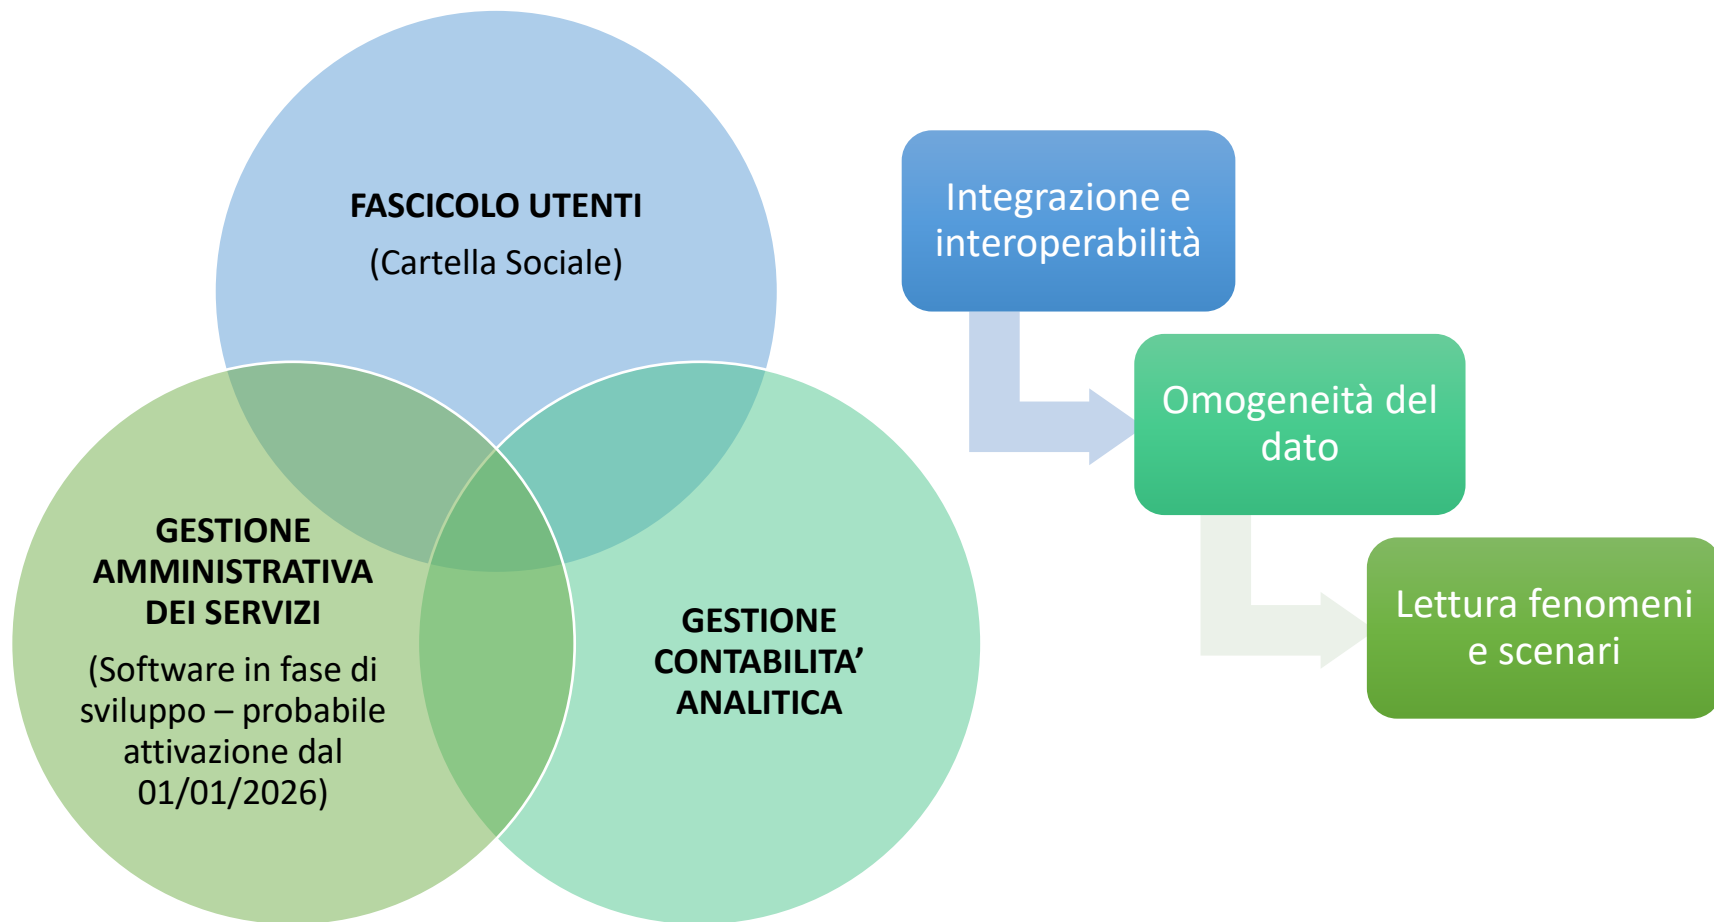 FASCICOLO UTENTI
(Cartella Sociale)
GESTIONE
AMMINISTRATIVA
DEI SERVIZI
(Software in fase di
sviluppo – probabile
attivazione dal
01/01/2026)
GESTIONE
CONTABILITA’
ANALITICA
Integrazione e
interoperabilità
Omogeneità del
dato
Lettura fenomeni
e scenari